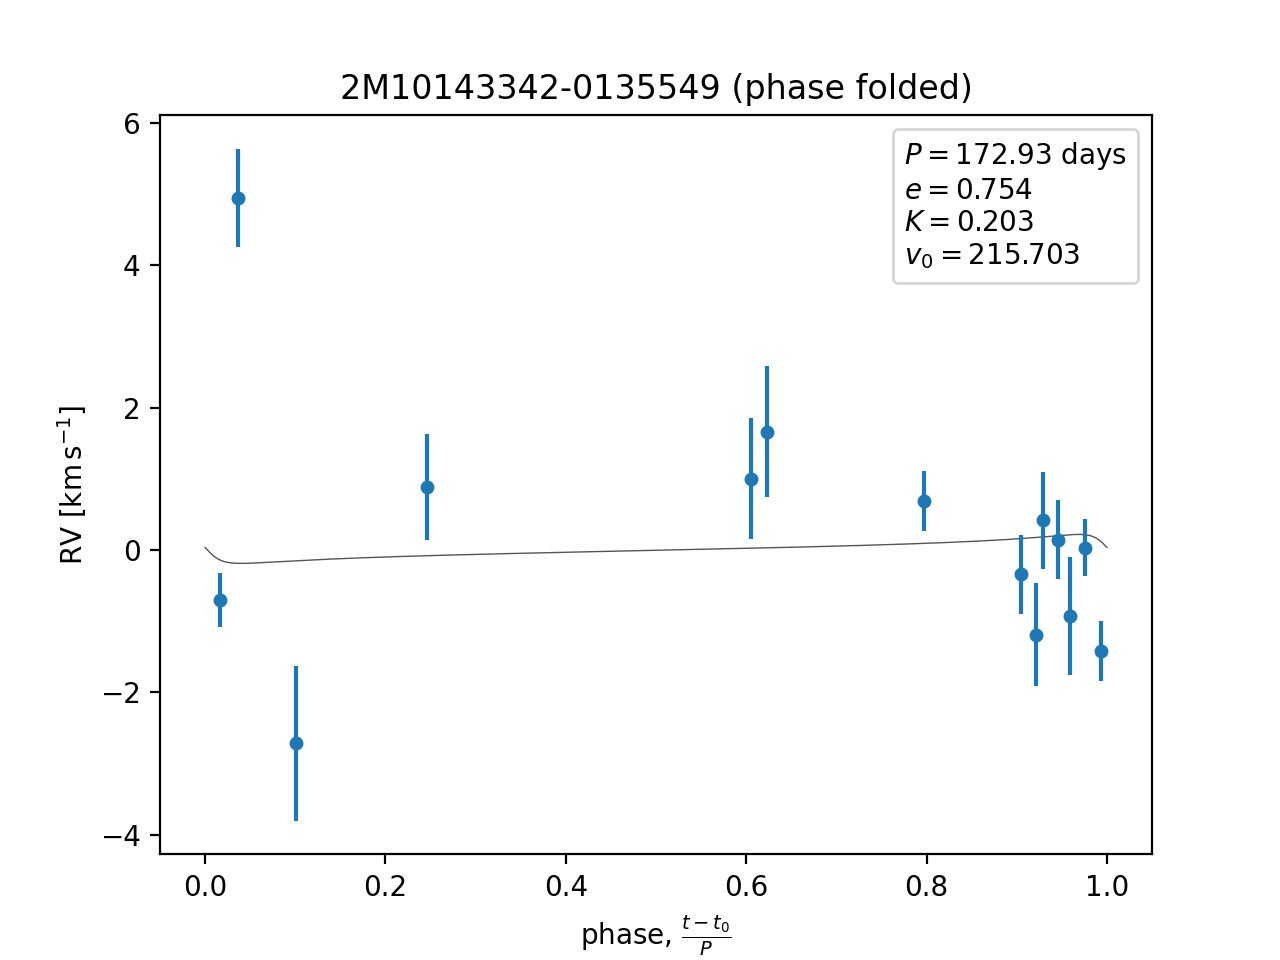 2M10143342-0135549 (phase folded)
P = 172.93 days
e = 0.754
K = 0.203
v₀ = 215.703
6
4
2
0
−2
−4
RV [km s⁻¹]
0.0 0.2 0.4 0.6 0.8 1.0
phase, (t − t₀)/P